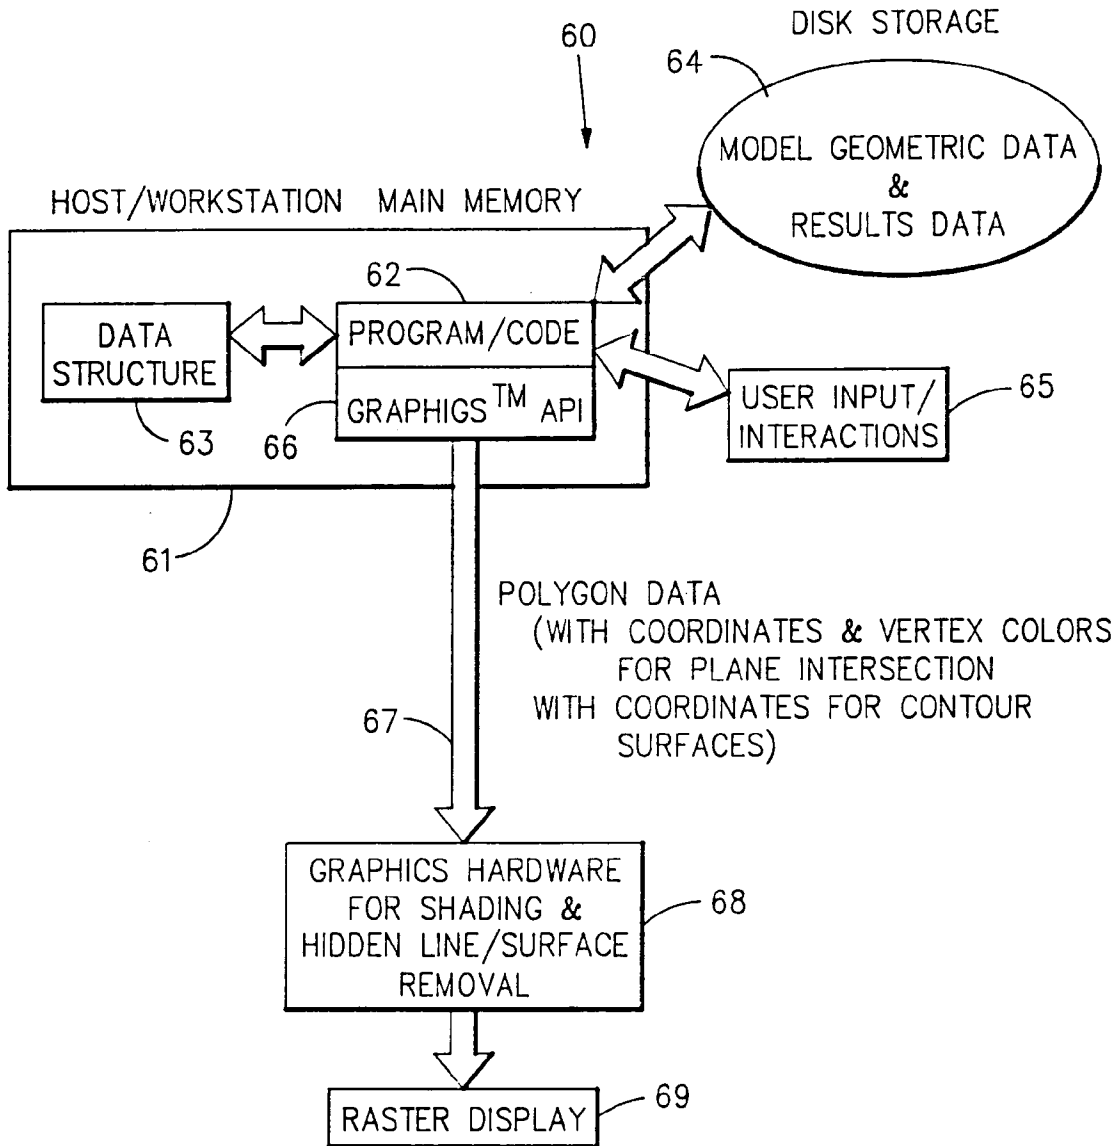 DISK STORAGE
60
64
MODEL GEOMETRIC DATA
&
RESULTS DATA
HOST/WORKSTATION MAIN MEMORY
62
DATA
STRUCTURE
PROGRAM/CODE
GRAPHIGS™ API
63
66
USER INPUT/
INTERACTIONS
65
61
POLYGON DATA
(WITH COORDINATES & VERTEX COLORS
FOR PLANE INTERSECTION
WITH COORDINATES FOR CONTOUR
SURFACES)
67
GRAPHICS HARDWARE
FOR SHADING &
HIDDEN LINE/SURFACE
REMOVAL
68
RASTER DISPLAY
69